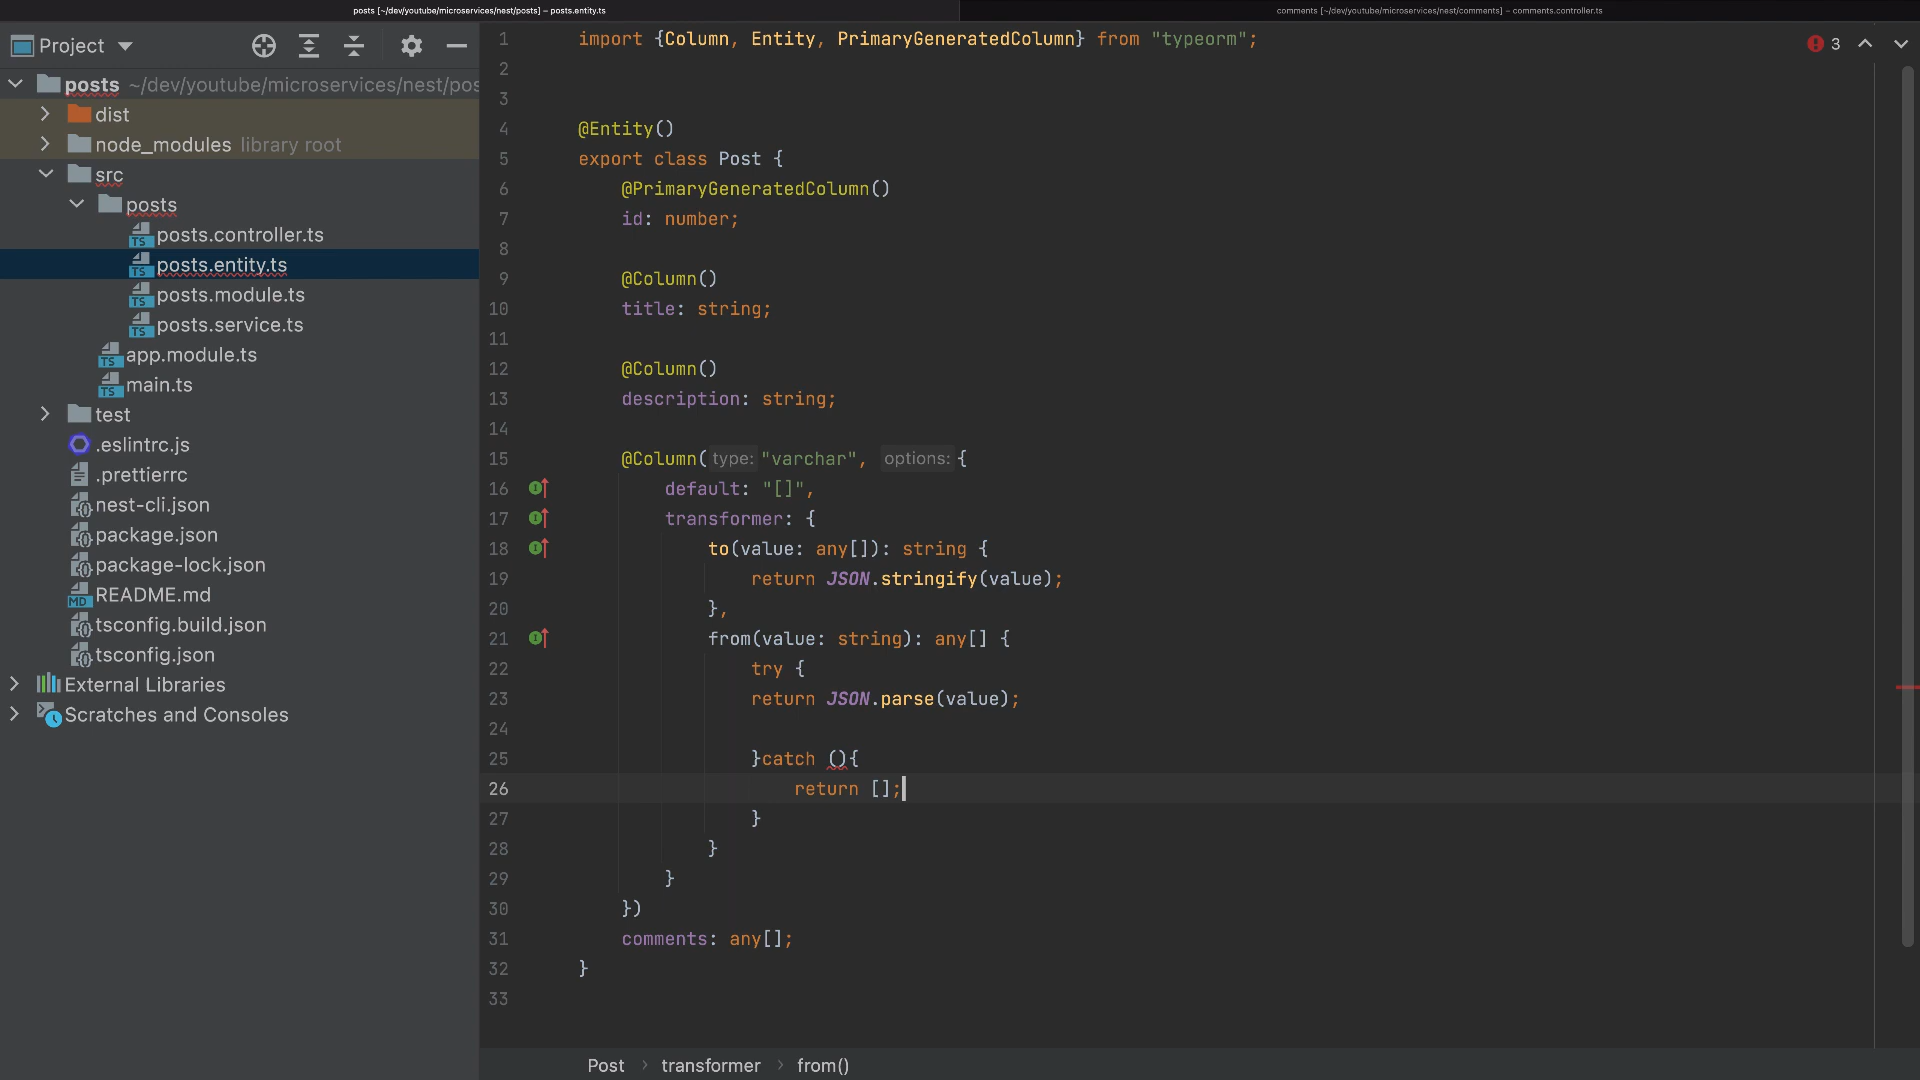 posts [~/dev/youtube/microservices/nest/posts] – posts.entity.ts
comments [~/dev/youtube/microservices/nest/comments] – comments.controller.ts
Project
3
posts ~/dev/youtube/microservices/nest/pos
dist
node_modules library root
src
posts
TS posts.controller.ts
TS posts.entity.ts
TS posts.module.ts
TS posts.service.ts
TS app.module.ts
TS main.ts
test
.eslintrc.js
.prettierrc
nest-cli.json
package.json
package-lock.json
MD README.md
tsconfig.build.json
tsconfig.json
External Libraries
Scratches and Consoles
1 import {Column, Entity, PrimaryGeneratedColumn} from "typeorm";
2
3
4 @Entity()
5 export class Post {
6 @PrimaryGeneratedColumn()
7 id: number;
8
9 @Column()
10 title: string;
11
12 @Column()
13 description: string;
14
15 @Column( type: "varchar", options: {
16 default: "[]",
17 transformer: {
18 to(value: any[]): string {
19 return JSON.stringify(value);
20 },
21 from(value: string): any[] {
22 try {
23 return JSON.parse(value);
24
25 }catch (){
26 return [];
27 }
28 }
29 }
30 })
31 comments: any[];
32 }
33
Post › transformer › from()